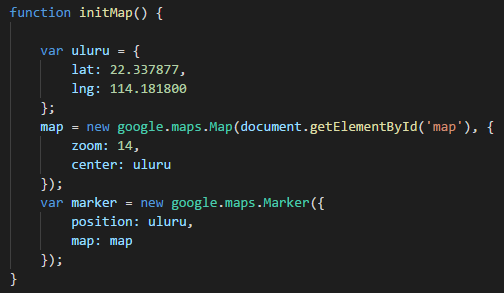 function initMap() {
var uluru = {
lat: 22.337877,
lng: 114.181800
};
map = new google.maps.Map(document.getElementById('map'), {
zoom: 14,
center: uluru
});
var marker = new google.maps.Marker({
position: uluru,
map: map
});
}